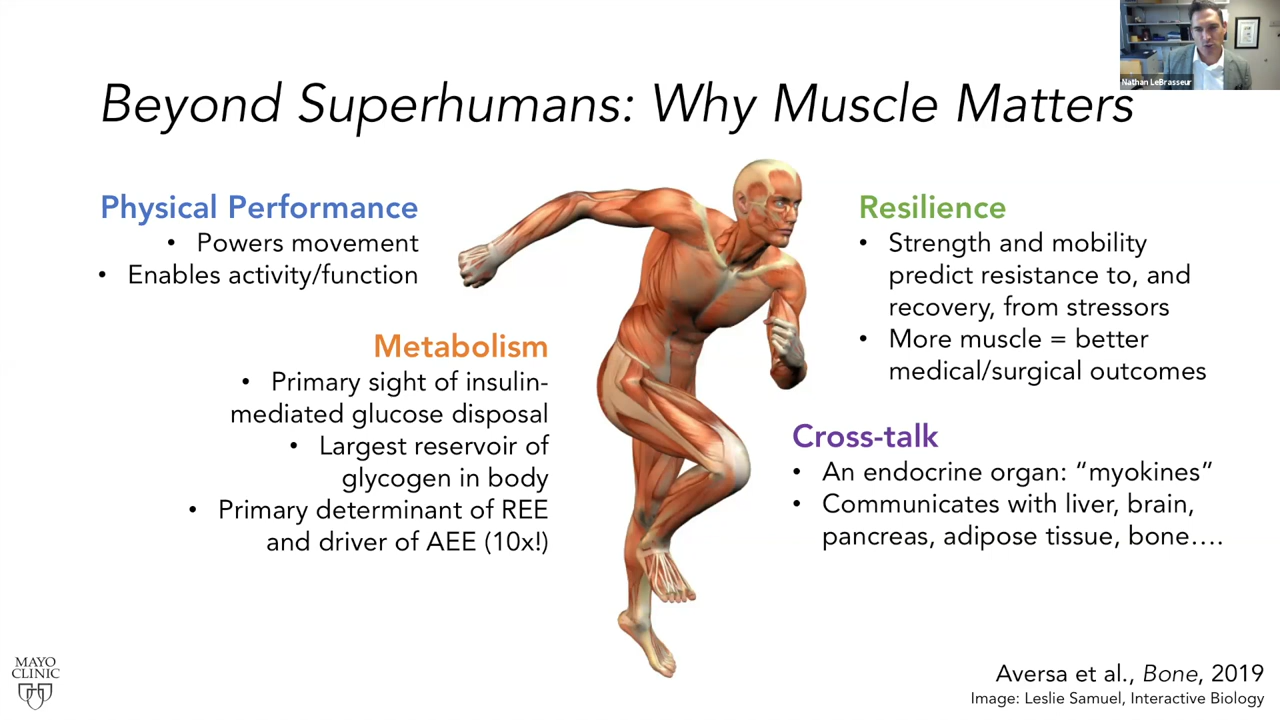 Nathan LeBrasseur
Beyond Superhumans: Why Muscle Matters
Physical Performance
• Powers movement
• Enables activity/function
Metabolism
• Primary sight of insulin-
mediated glucose disposal
• Largest reservoir of
glycogen in body
• Primary determinant of REE
and driver of AEE (10x!)
Resilience
• Strength and mobility
predict resistance to, and
recovery, from stressors
• More muscle = better
medical/surgical outcomes
Cross-talk
• An endocrine organ: “myokines”
• Communicates with liver, brain,
pancreas, adipose tissue, bone….
MAYO
CLINIC
Aversa et al., Bone, 2019
Image: Leslie Samuel, Interactive Biology